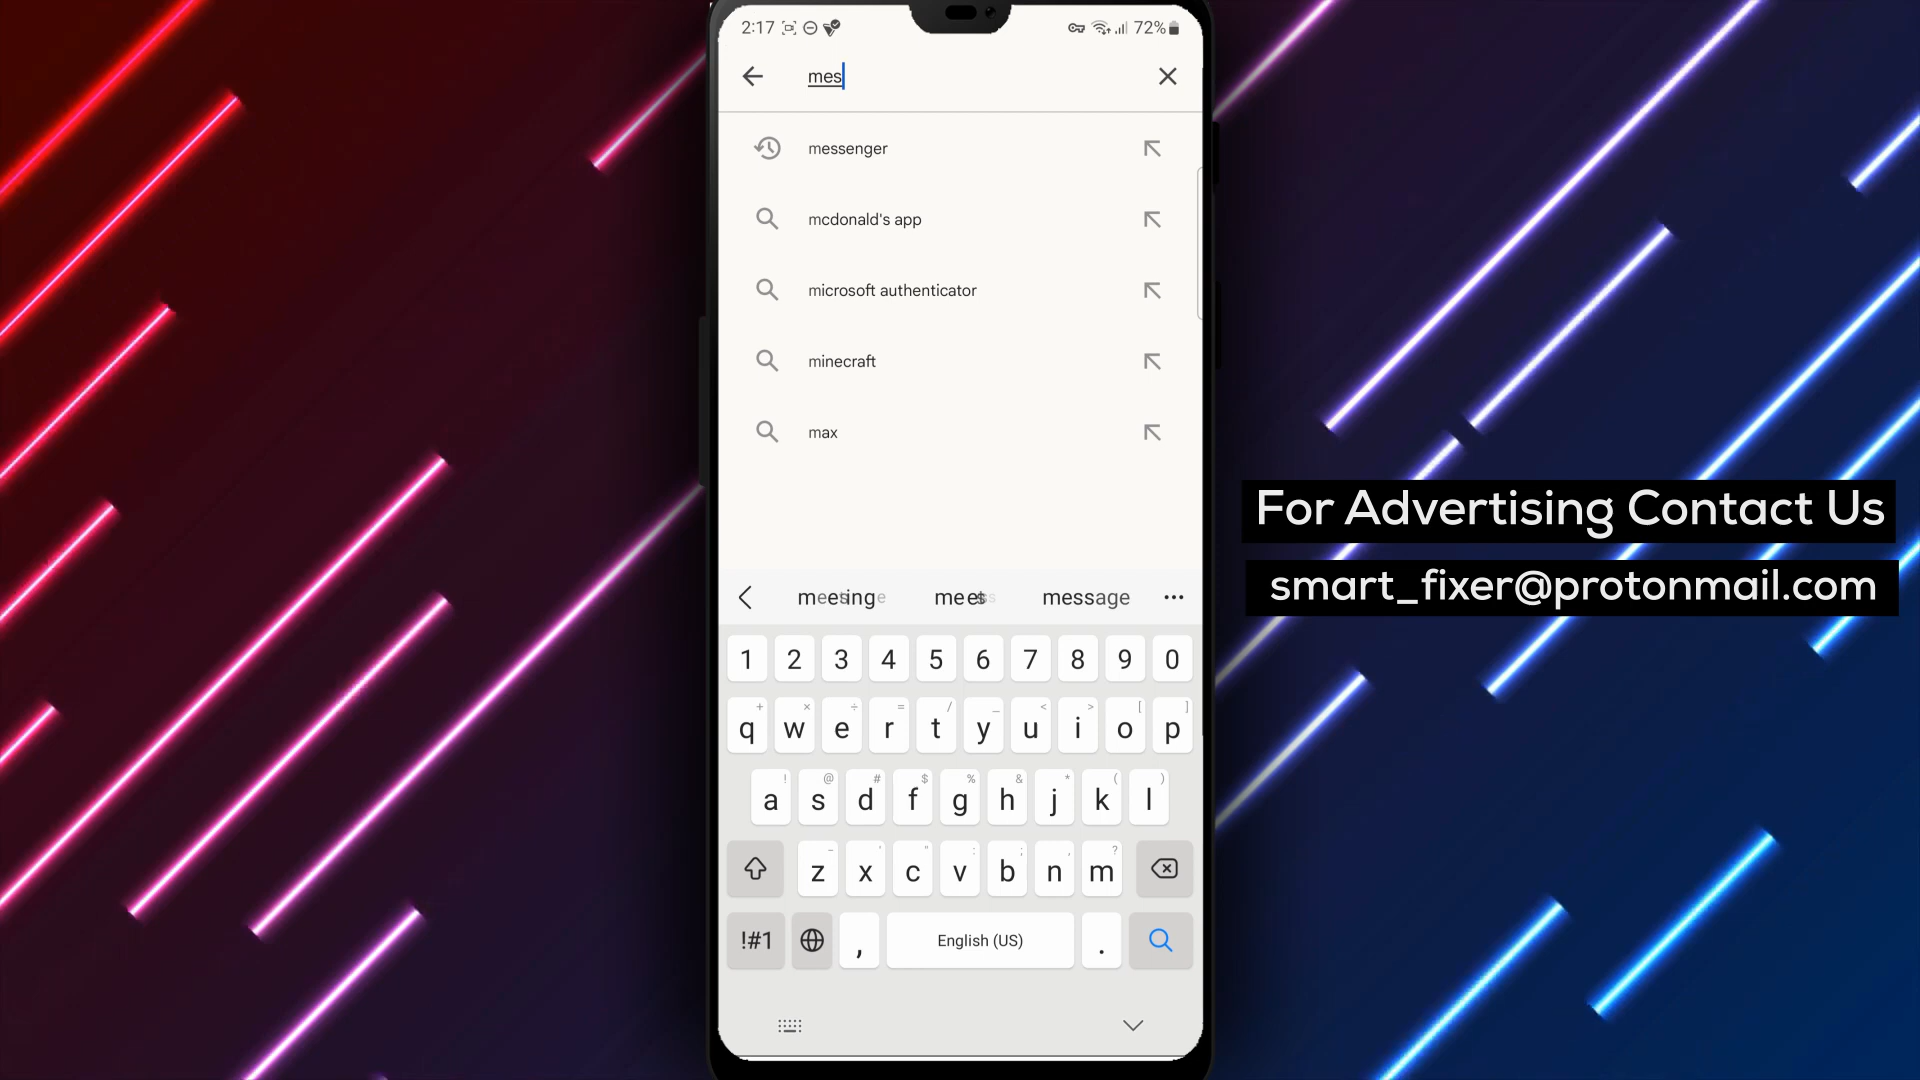 2:17 72%
mes
messenger
mcdonald's app
microsoft authenticator
minecraft
max
For Advertising Contact Us
smart_fixer@protonmail.com
message
1 2 3 4 5 6 7 8 9 0
+ × ÷ = / _ < > [ ]
q w e r t y u i o p
! @ # $ % & * ( )
a s d f g h j k l
- ' " : ; , ?
z x c v b n m
!#1 , English (US) .